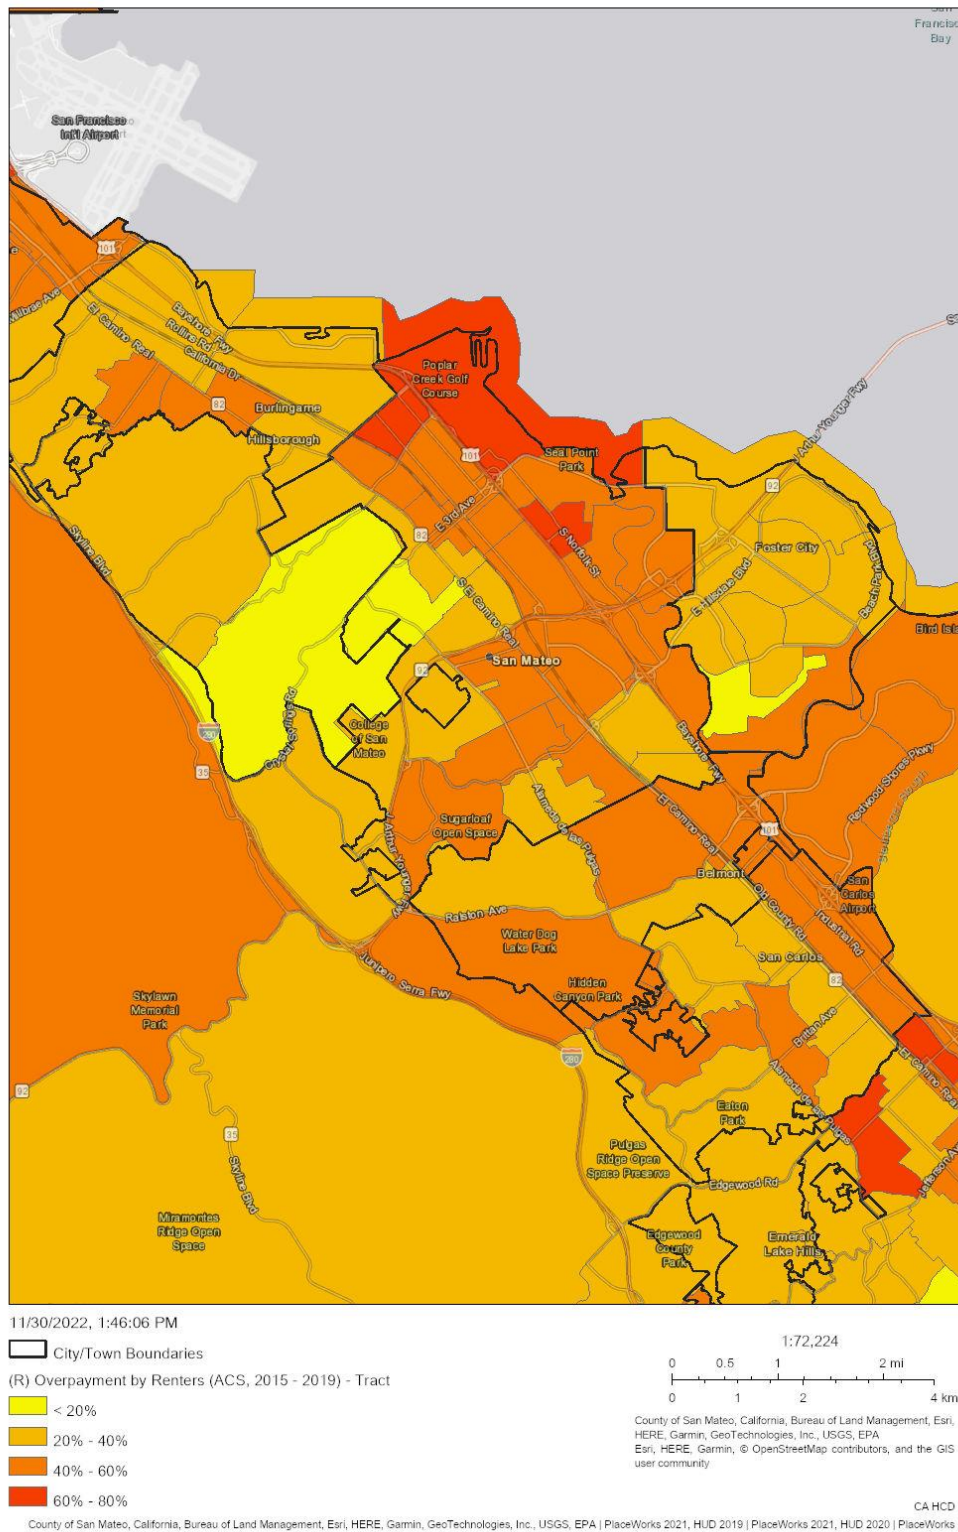 San
Francisco
Bay
San Francisco
Int'l Airport
101
Millbrae Ave
El Camino Real
Bayshore Fwy
Rollins Rd
California Dr
82
Burlingame
Hillsborough
Poplar
Creek Golf
Course
101
Seal Point
Park
J Arthur Younger Fwy
92
E 3rd Ave
82
S Norfolk St
Foster City
E Hillsdale Blvd
Beach Park Blvd
Skyline Blvd
S El Camino Real
San Mateo
92
280
35
Crystal Springs Rd
College
of San
Mateo
Bayshore Fwy
Redwood Shores Pkwy
Sugarloaf
Open Space
Alameda de las Pulgas
El Camino Real
101
J Arthur Younger Fwy
Belmont
Old County Rd
San
Carlos
Airport
Industrial Rd
Ralston Ave
Water Dog
Lake Park
San Carlos
82
Junipero Serra Fwy
Hidden
Canyon Park
Skylawn
Memorial
Park
280
Brittan Ave
El Camino Real
Alameda de las Pulgas
92
35
Skyline Blvd
Eaton
Park
Pulgas
Ridge Open
Space Preserve
Edgewood Rd
Miramontes
Ridge Open
Space
Edgewood
County
Park
Emerald
Lake Hills
11/30/2022, 1:46:06 PM
City/Town Boundaries
(R) Overpayment by Renters (ACS, 2015 - 2019) - Tract
< 20%
20% - 40%
40% - 60%
60% - 80%
1:72,224
0 0.5 1 2 mi
0 1 2 4 km
County of San Mateo, California, Bureau of Land Management, Esri,
HERE, Garmin, GeoTechnologies, Inc., USGS, EPA
Esri, HERE, Garmin, © OpenStreetMap contributors, and the GIS
user community
CA HCD
County of San Mateo, California, Bureau of Land Management, Esri, HERE, Garmin, GeoTechnologies, Inc., USGS, EPA | PlaceWorks 2021, HUD 2019 | PlaceWorks 2021, HUD 2020 | PlaceWorks